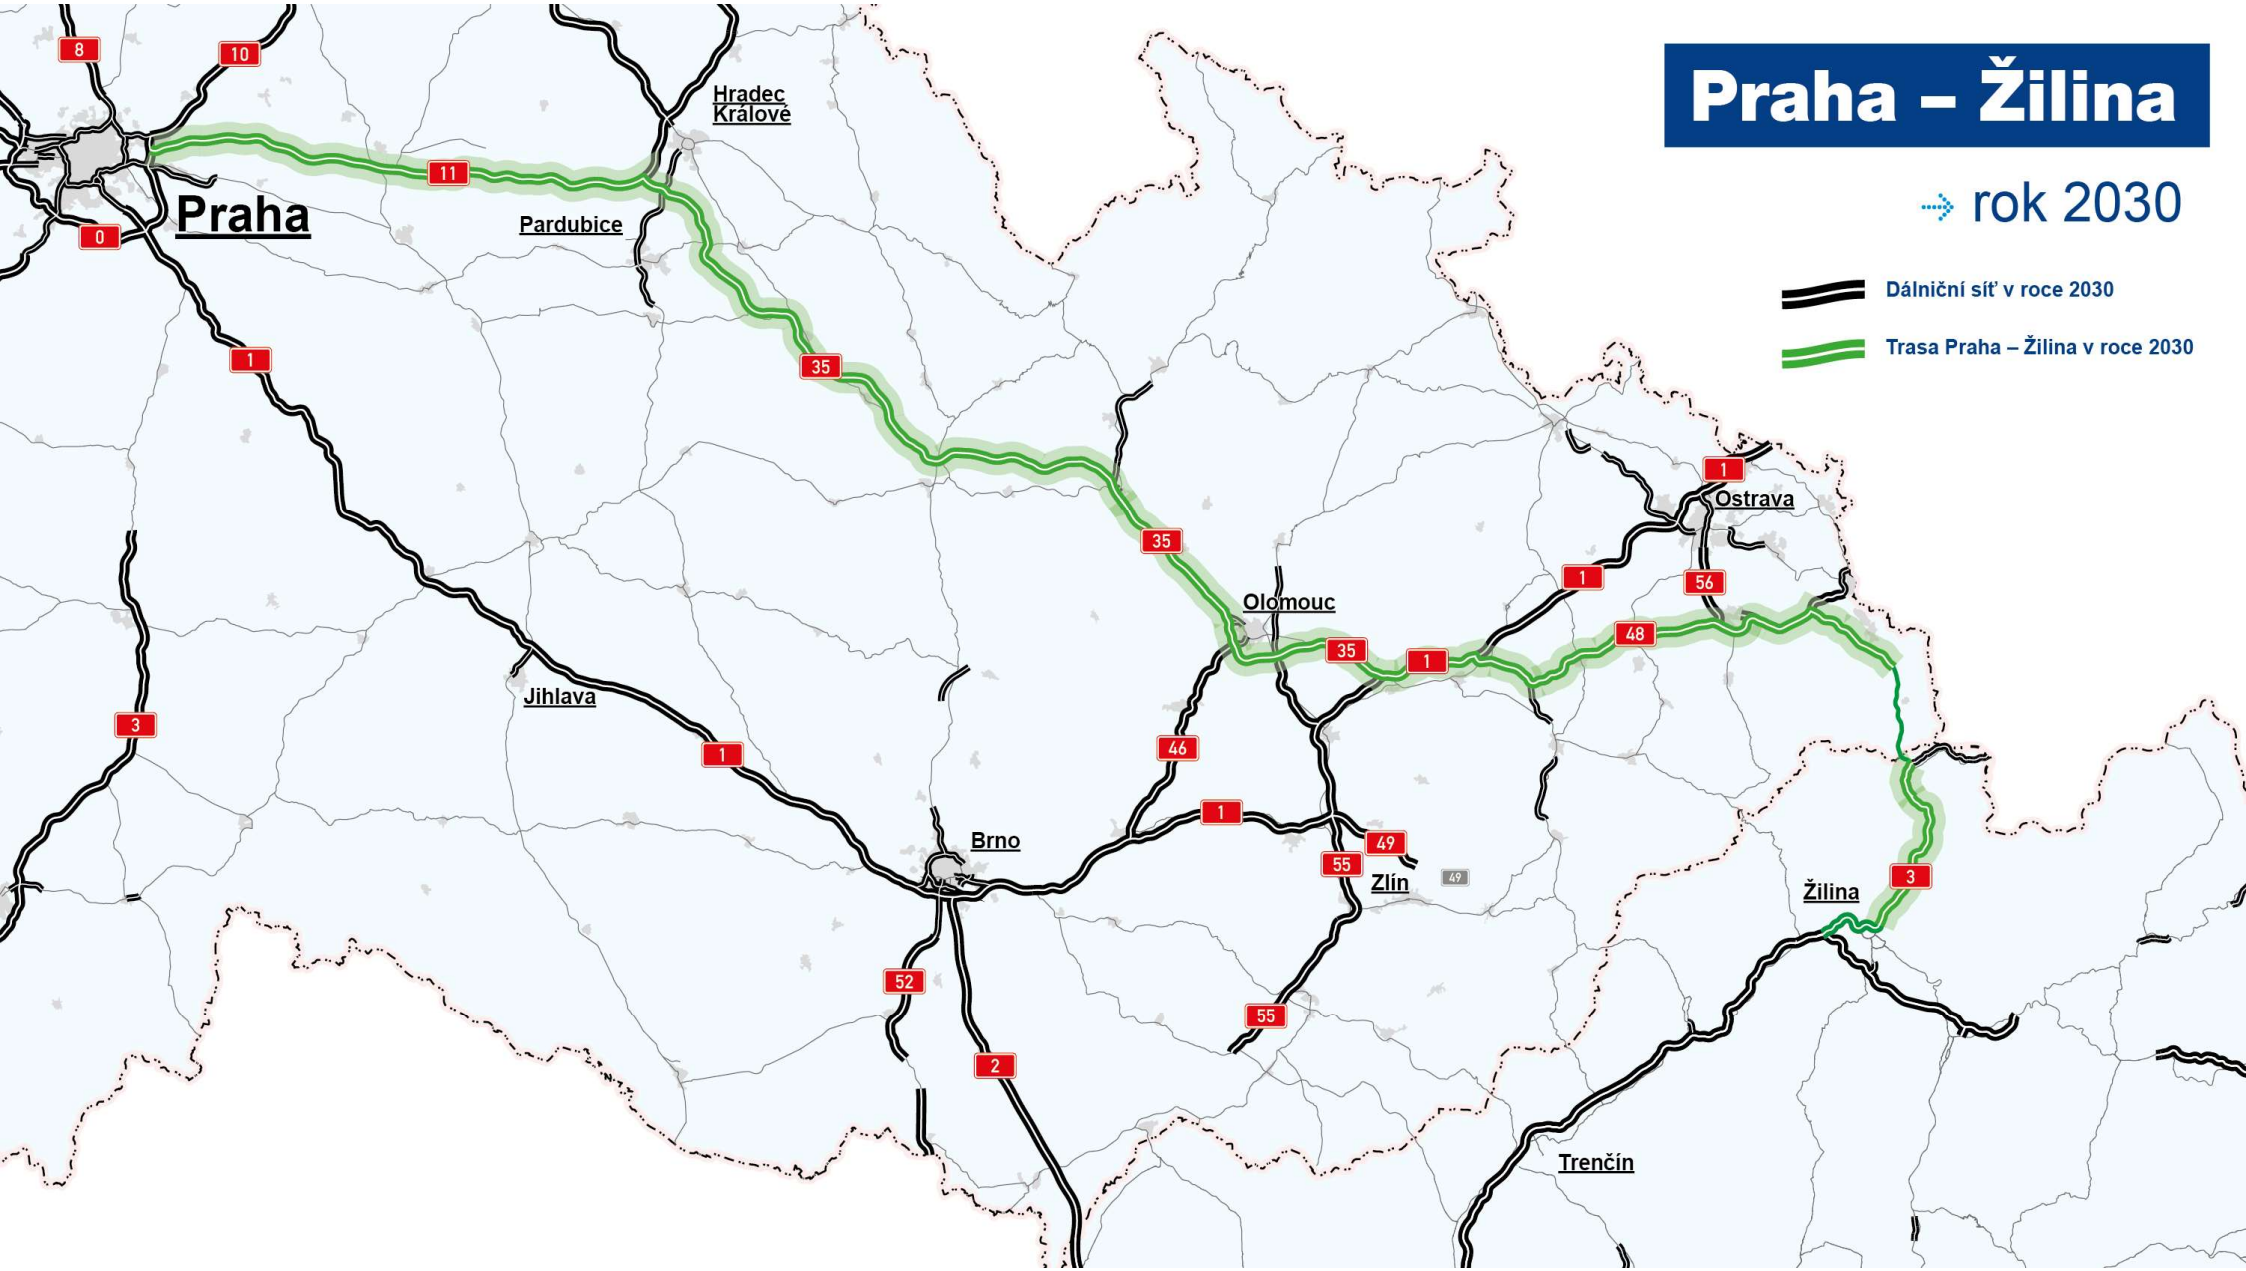 Praha – Žilina
rok 2030
Dálniční síť v roce 2030
Trasa Praha – Žilina v roce 2030
8
10
Hradec
Králové
11
Praha
Pardubice
0
1
35
1
Ostrava
35
1
56
Olomouc
48
35
1
Jihlava
3
46
1
1
Brno
49
55
Zlín
49
3
Žilina
52
55
2
Trenčín